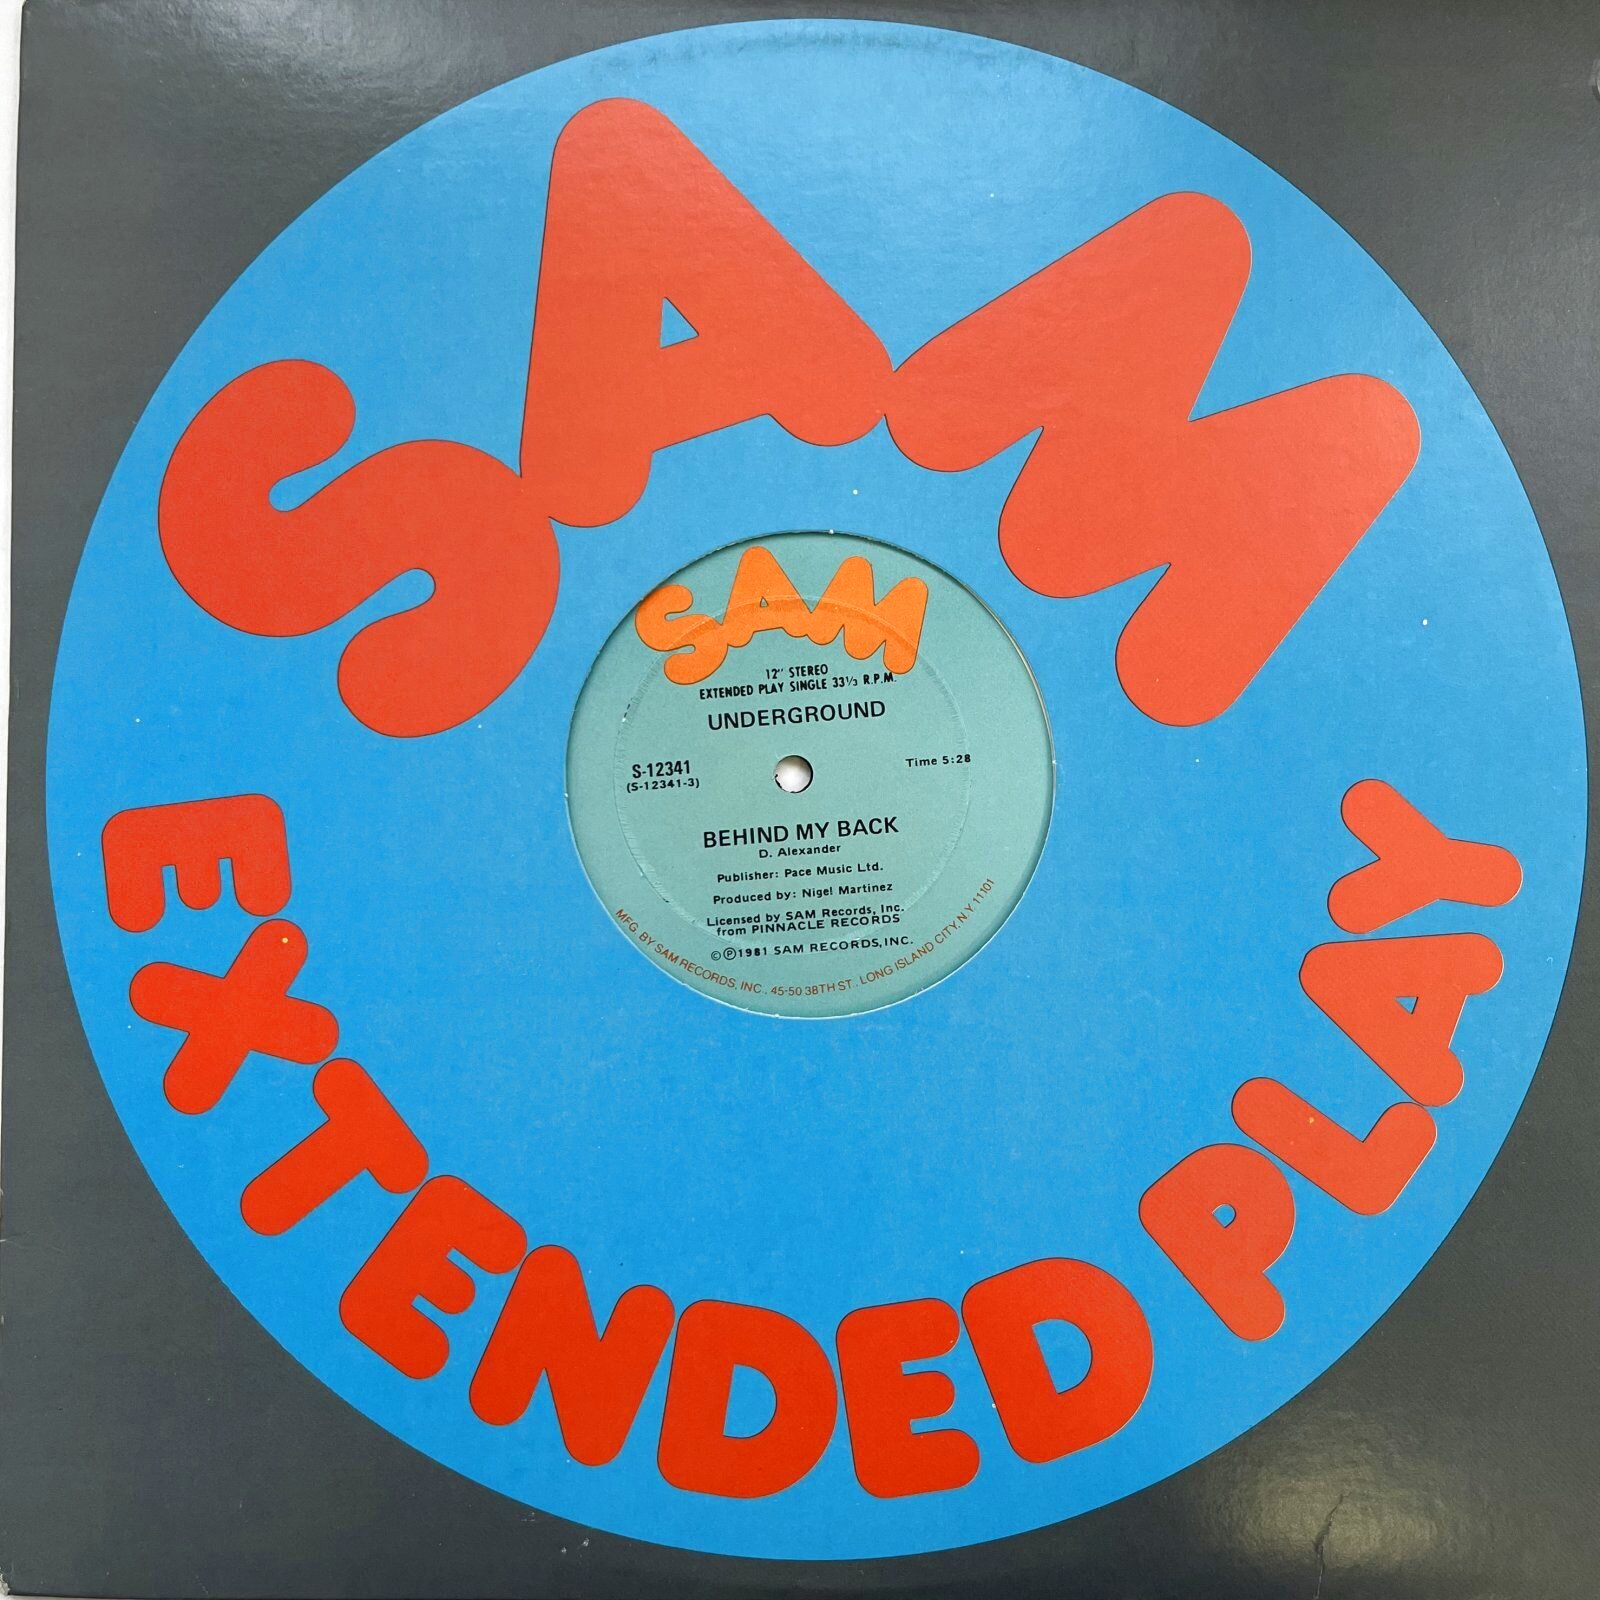 SAM
EXTENDED PLAY
SAM
12" STEREO
EXTENDED PLAY SINGLE 33⅓ R.P.M.
UNDERGROUND
S-12341
(S-12341-3)
Time 5:28
BEHIND MY BACK
D. Alexander
Publisher: Pace Music Ltd.
Produced by: Nigel Martinez
Licensed by SAM Records, Inc.
from PINNACLE RECORDS
©℗1981 SAM RECORDS, INC.
MFG. BY SAM RECORDS, INC., 45-50 38TH ST., LONG ISLAND CITY, N.Y. 11101